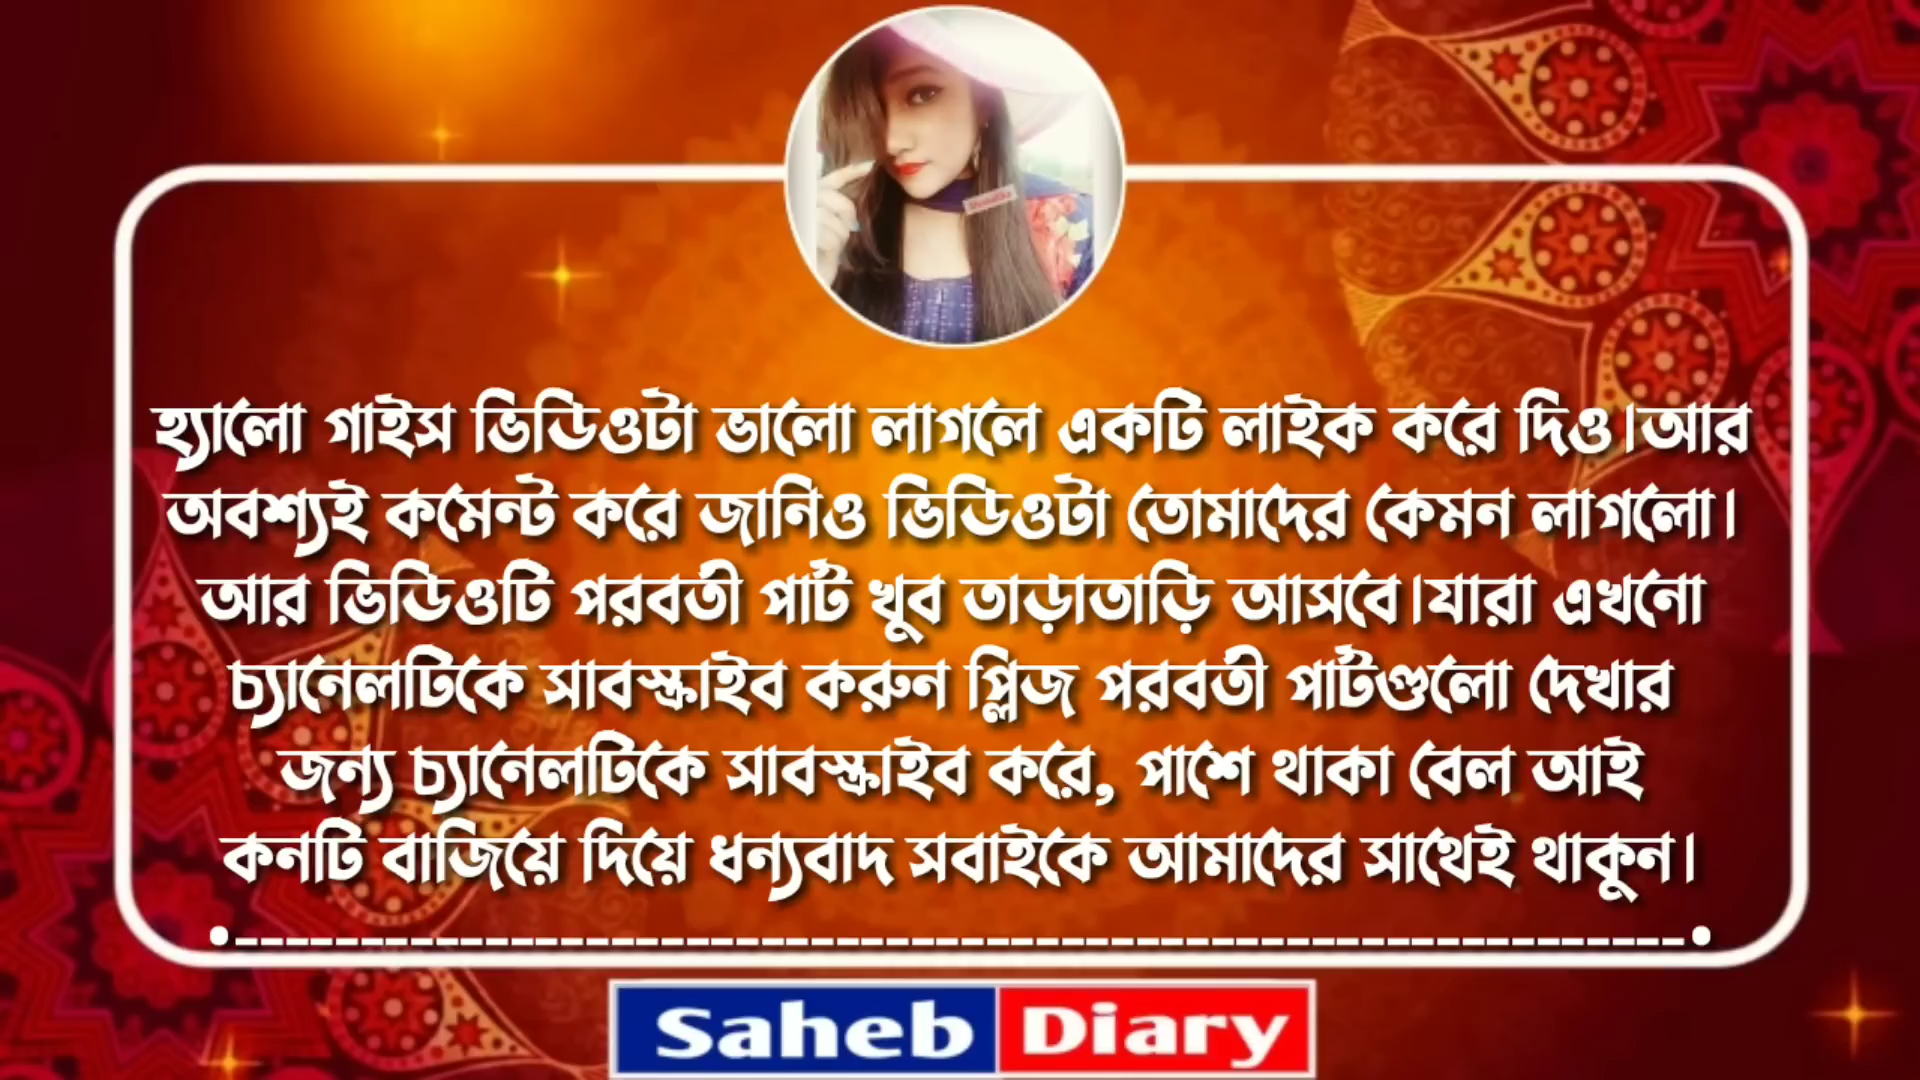 হ্যালো গাইস ভিডিওটা ভালো লাগলে একটি লাইক করে দিও।আর
অবশ্যই কমেন্ট করে জানিও ভিডিওটা তোমাদের কেমন লাগলো।
আর ভিডিওটি পরবর্তী পার্ট খুব তাড়াতাড়ি আসবে।যারা এখনো
চ্যানেলটিকে সাবস্ক্রাইব করুন প্লিজ পরবর্তী পার্টগুলো দেখার
জন্য চ্যানেলটিকে সাবস্ক্রাইব করে, পাশে থাকা বেল আই
কনটি বাজিয়ে দিয়ে ধন্যবাদ সবাইকে আমাদের সাথেই থাকুন।
Saheb Diary